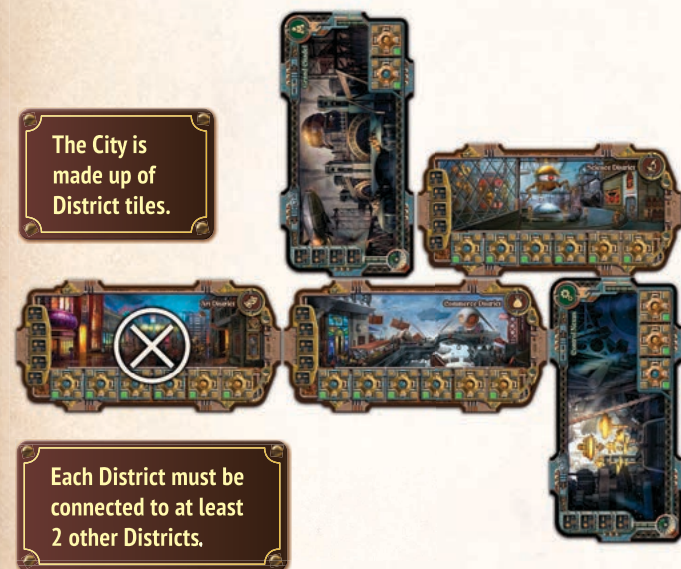 The City is
made up of
District tiles.
Science District
Art District
Commerce District
Each District must be
connected to at least
2 other Districts.